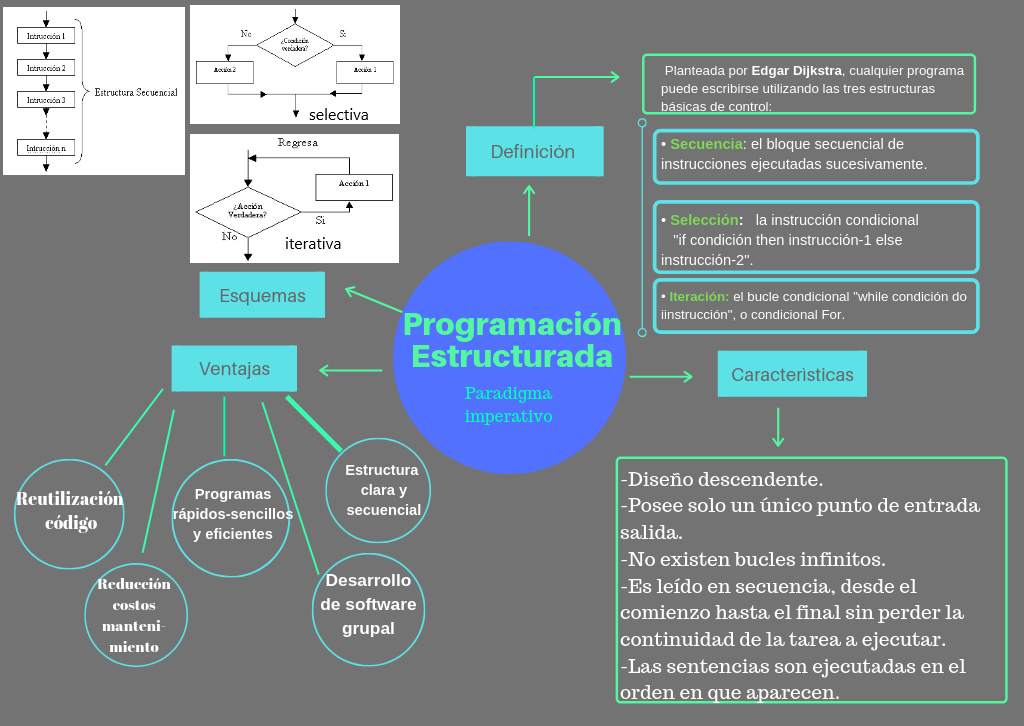 Intrucción 1
Intrucción 2
Intrucción 3
Intrucción n
Estructura Secuencial
No
Si
¿Condición
verdadera?
Acción 2
Acción 1
selectiva
Regresa
Acción 1
¿Acción
Verdadera?
Si
No
iterativa
Esquemas
Definición
Planteada por Edgar Dijkstra, cualquier programa
puede escribirse utilizando las tres estructuras
básicas de control:
• Secuencia: el bloque secuencial de
instrucciones ejecutadas sucesivamente.
• Selección: la instrucción condicional
"if condición then instrucción-1 else
instrucción-2".
• Iteración: el bucle condicional "while condición do
iinstrucción", o condicional For.
Programación
Estructurada
Paradigma
imperativo
Ventajas
Reutilización
código
Reducción
costos
manteni-
miento
Programas
rápidos-sencillos
y eficientes
Estructura
clara y
secuencial
Desarrollo
de software
grupal
Caracteristicas
-Diseño descendente.
-Posee solo un único punto de entrada
salida.
-No existen bucles infinitos.
-Es leído en secuencia, desde el
comienzo hasta el final sin perder la
continuidad de la tarea a ejecutar.
-Las sentencias son ejecutadas en el
orden en que aparecen.